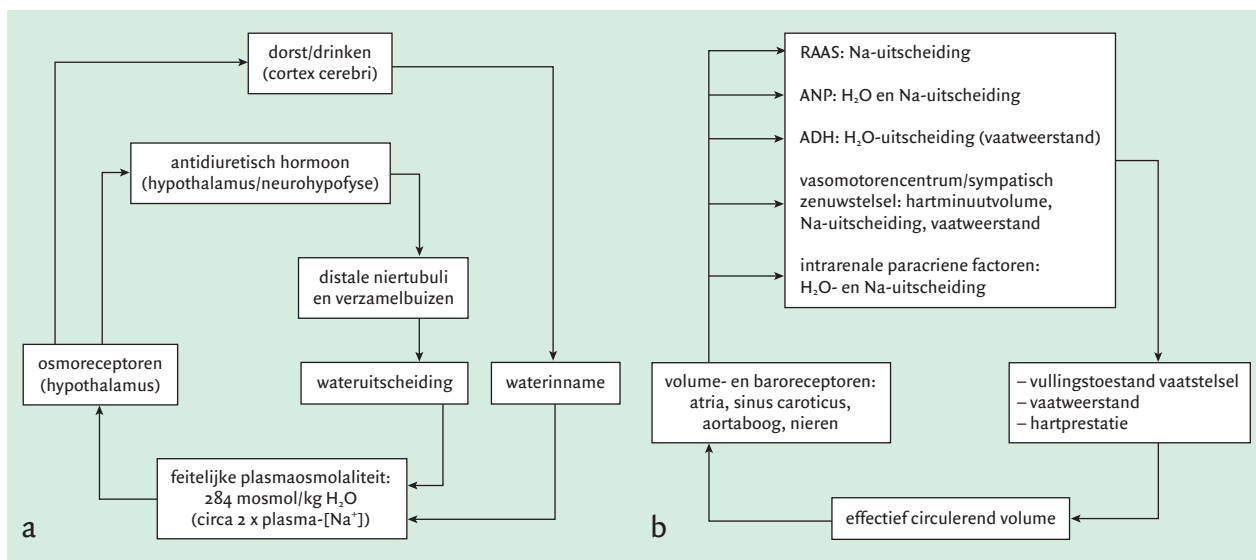 dorst/drinken
(cortex cerebri)
antidiuretisch hormoon
(hypothalamus/neurohypofyse)
distale niertubuli
en verzamelbuizen
osmoreceptoren
(hypothalamus)
wateruitscheiding
waterinname
feitelijke plasmaosmolaliteit:
284 mosmol/kg H₂O
(circa 2 x plasma-[Na⁺])
a
RAAS: Na-uitscheiding
ANP: H₂O en Na-uitscheiding
ADH: H₂O-uitscheiding (vaatweerstand)
vasomotorencentrum/sympatisch
zenuwstelsel: hartminuutvolume,
Na-uitscheiding, vaatweerstand
intrarenale paracriene factoren:
H₂O- en Na-uitscheiding
volume- en baroreceptoren:
atria, sinus caroticus,
aortaboog, nieren
– vullingstoestand vaatstelsel
– vaatweerstand
– hartprestatie
effectief circulerend volume
b